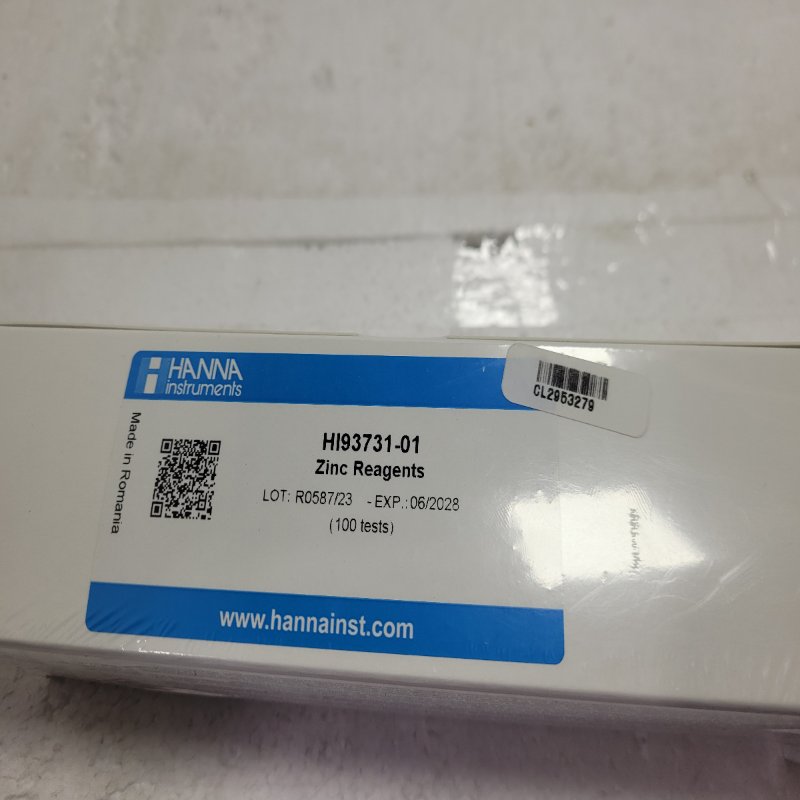 HANNA
instruments
CL2953279
Made in Romania
HI93731-01
Zinc Reagents
LOT: R0587/23 - EXP.: 06/2028
(100 tests)
www.hannainst.com